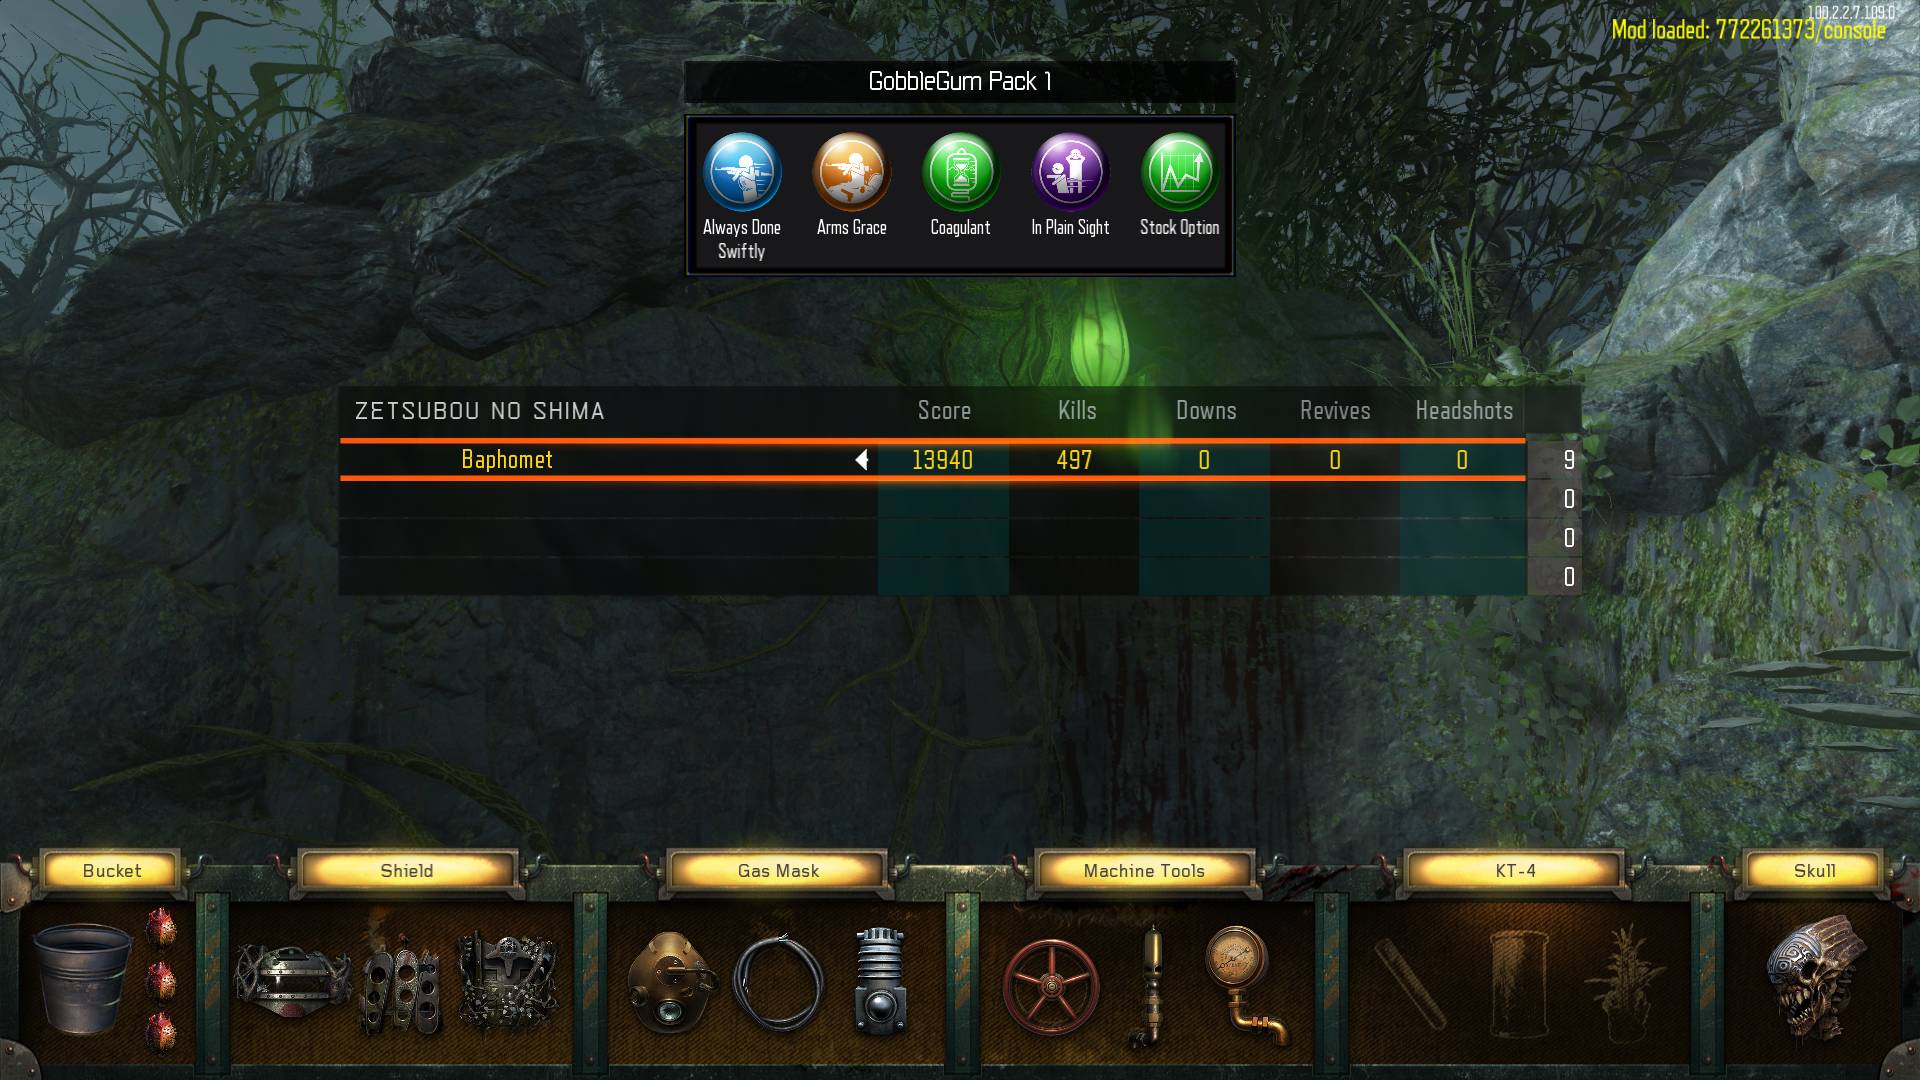 100.2.2.7.109.0
Mod loaded: 772261373/console
GobbleGum Pack 1
Always Done Swiftly
Arms Grace
Coagulant
In Plain Sight
Stock Option
ZETSUBOU NO SHIMA Score Kills Downs Revives Headshots
Baphomet 13940 497 0 0 0 9
0
0
0
Bucket Shield Gas Mask Machine Tools KT-4 Skull